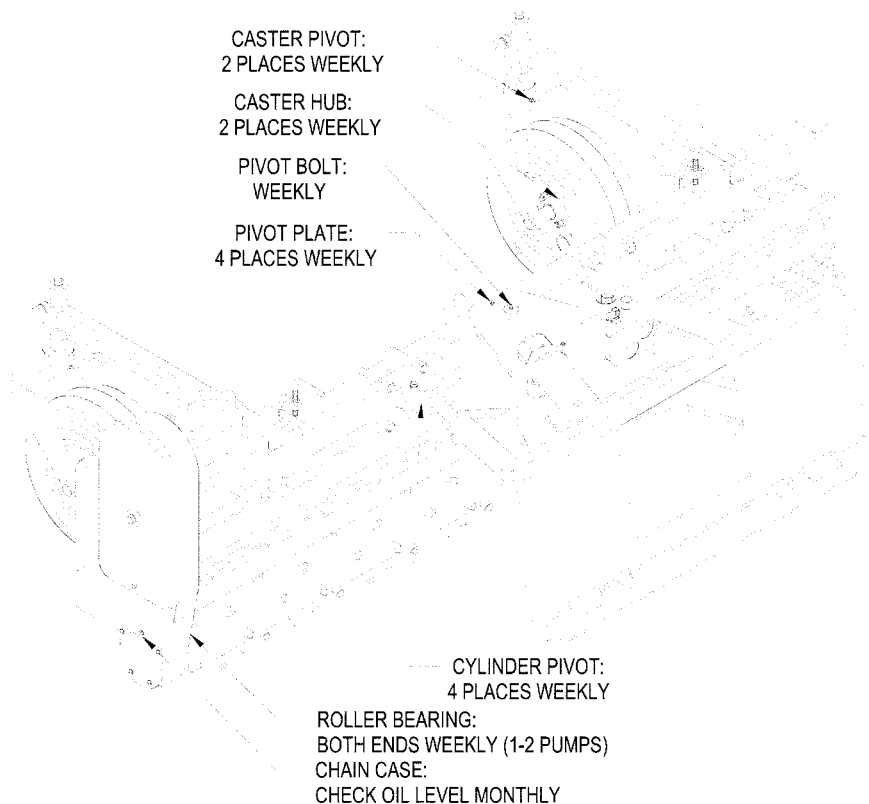 CASTER PIVOT:
2 PLACES WEEKLY
CASTER HUB:
2 PLACES WEEKLY
PIVOT BOLT:
WEEKLY
PIVOT PLATE:
4 PLACES WEEKLY
CYLINDER PIVOT:
4 PLACES WEEKLY
ROLLER BEARING:
BOTH ENDS WEEKLY (1-2 PUMPS)
CHAIN CASE:
CHECK OIL LEVEL MONTHLY